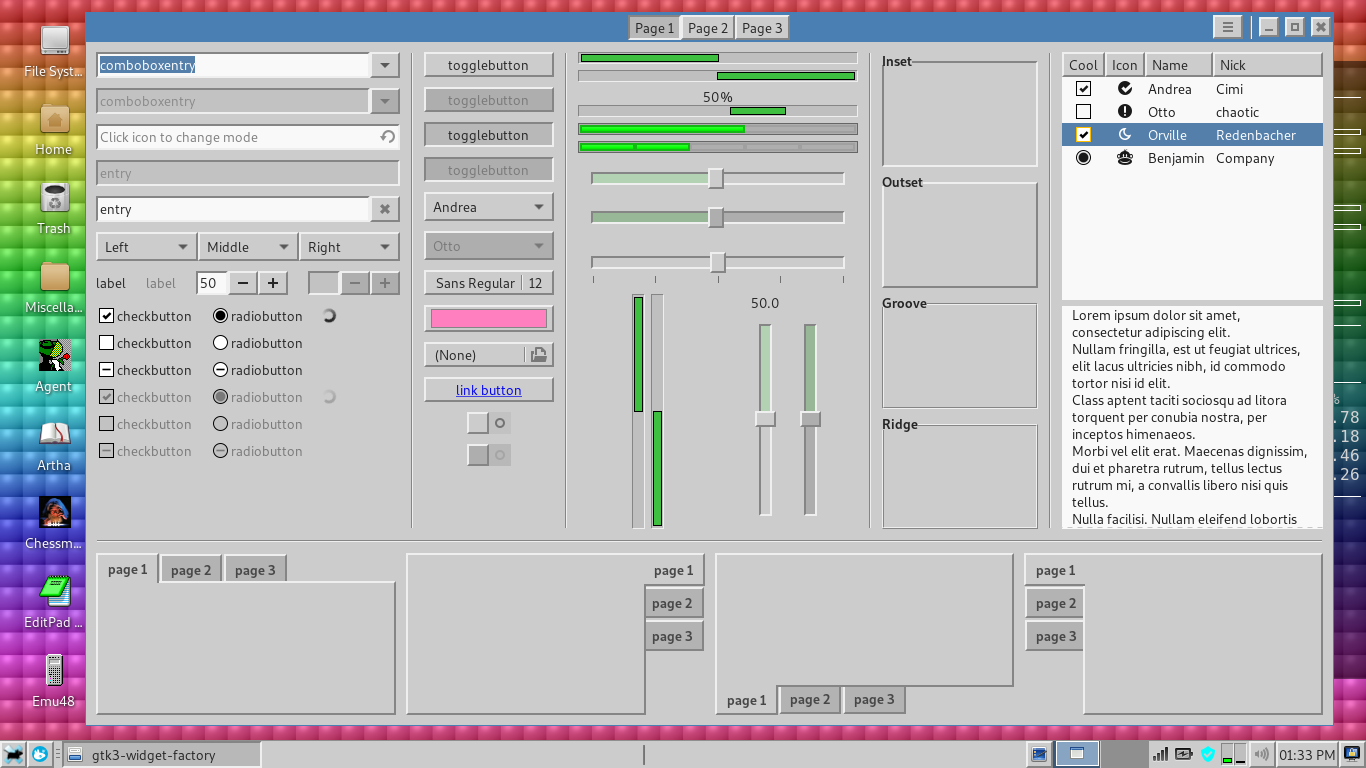 Page 1 Page 2 Page 3
File Syst...
Home
Trash
Miscella...
Agent
Artha
Chessm...
EditPad ...
Emu48
comboboxentry
comboboxentry
Click icon to change mode
entry
entry
Left Middle Right
label label 50
checkbutton radiobutton
checkbutton radiobutton
checkbutton radiobutton
checkbutton radiobutton
checkbutton radiobutton
checkbutton radiobutton
togglebutton
togglebutton
togglebutton
togglebutton
Andrea
Otto
Sans Regular 12
(None)
link button
50%
50.0
Inset
Outset
Groove
Ridge
Cool Icon Name Nick
Andrea Cimi
Otto chaotic
Orville Redenbacher
Benjamin Company
Lorem ipsum dolor sit amet,
consectetur adipiscing elit.
Nullam fringilla, est ut feugiat ultrices,
elit lacus ultricies nibh, id commodo
tortor nisi id elit.
Class aptent taciti sociosqu ad litora
torquent per conubia nostra, per
inceptos himenaeos.
Morbi vel elit erat. Maecenas dignissim,
dui et pharetra rutrum, tellus lectus
rutrum mi, a convallis libero nisi quis
tellus.
Nulla facilisi. Nullam eleifend lobortis
%
.78
.18
.46
.26
page 1 page 2 page 3
page 1
page 2
page 3
page 1 page 2 page 3
page 1
page 2
page 3
gtk3-widget-factory
01:33 PM